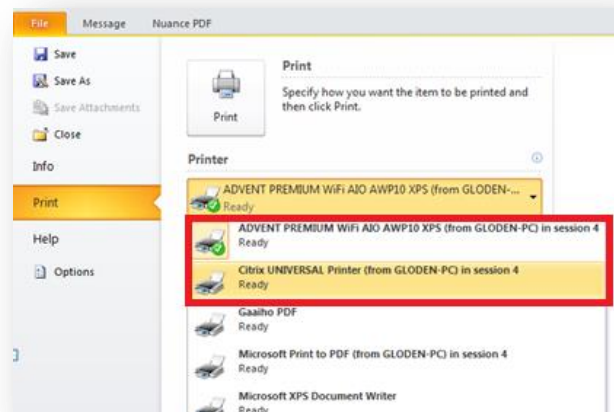 File Message Nuance PDF
Save
Save As
Save Attachments
Close
Info
Print
Help
Options
Print
Print
Specify how you want the item to be printed and
then click Print.
Printer
ADVENT PREMIUM WiFi AIO AWP10 XPS (from GLODEN-...
Ready
ADVENT PREMIUM WiFi AIO AWP10 XPS (from GLODEN-PC) in session 4
Ready
Citrix UNIVERSAL Printer (from GLODEN-PC) in session 4
Ready
Gaaiho PDF
Ready
Microsoft Print to PDF (from GLODEN-PC) in session 4
Ready
Microsoft XPS Document Writer
Ready